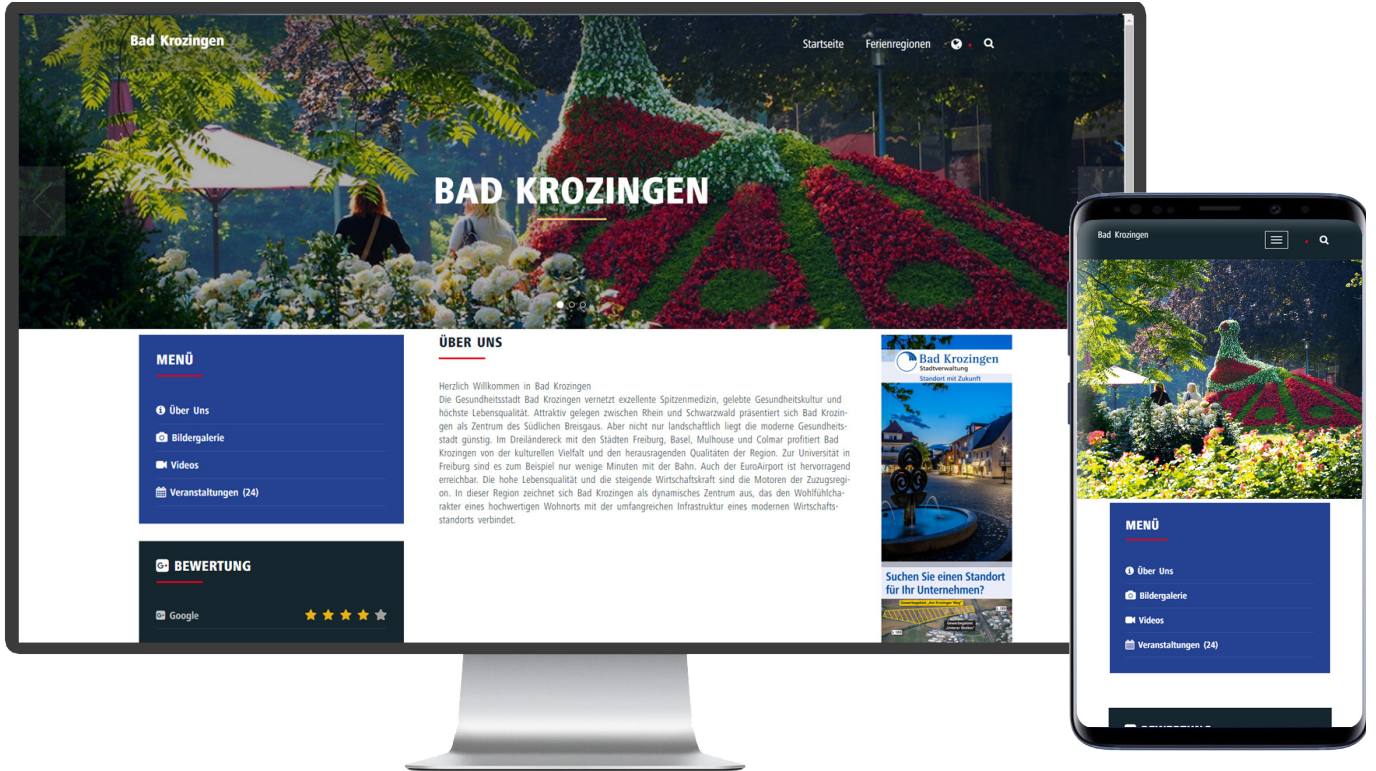 Bad Krozingen
Startseite
Ferienregionen
BAD KROZINGEN
MENÜ
Über Uns
Bildergalerie
Videos
Veranstaltungen (24)
BEWERTUNG
Google
ÜBER UNS
Herzlich Willkommen in Bad Krozingen
Die Gesundheitsstadt Bad Krozingen vernetzt exzellente Spitzenmedizin, gelebte Gesundheitskultur und
höchste Lebensqualität. Attraktiv gelegen zwischen Rhein und Schwarzwald präsentiert sich Bad Krozin-
gen als Zentrum des Südlichen Breisgaus. Aber nicht nur landschaftlich liegt die moderne Gesundheits-
stadt günstig. Im Dreiländereck mit den Städten Freiburg, Basel, Mulhouse und Colmar profitiert Bad
Krozingen von der kulturellen Vielfalt und den herausragenden Qualitäten der Region. Zur Universität in
Freiburg sind es zum Beispiel nur wenige Minuten mit der Bahn. Auch der EuroAirport ist hervorragend
erreichbar. Die hohe Lebensqualität und die steigende Wirtschaftskraft sind die Motoren der Zuzugsregi-
on. In dieser Region zeichnet sich Bad Krozingen als dynamisches Zentrum aus, das den Wohlfühlcha-
rakter eines hochwertigen Wohnorts mit der umfangreichen Infrastruktur eines modernen Wirtschafts-
standorts verbindet.
Bad Krozingen
Stadtverwaltung
Standort mit Zukunft
Suchen Sie einen Standort
für Ihr Unternehmen?
Gewerbegebiet
Bad Krozingen
MENÜ
Über Uns
Bildergalerie
Videos
Veranstaltungen (24)